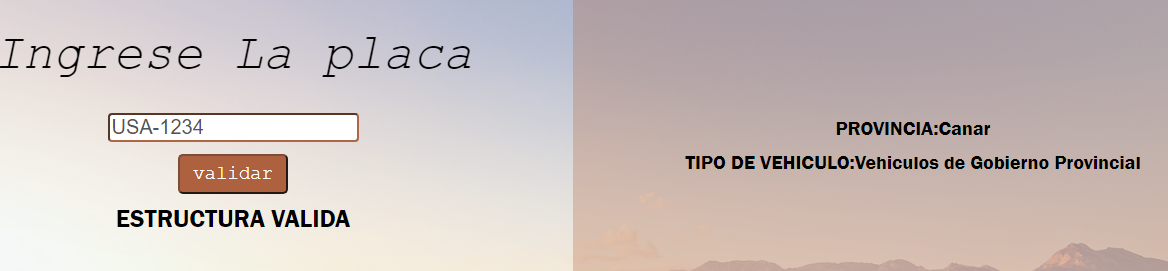 Ingrese La placa
USA-1234
validar
ESTRUCTURA VALIDA
PROVINCIA:Canar
TIPO DE VEHICULO:Vehiculos de Gobierno Provincial